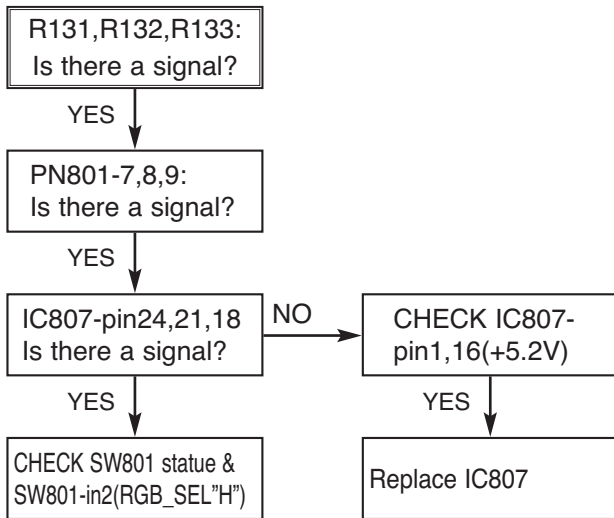 R131,R132,R133:
Is there a signal?
YES
PN801-7,8,9:
Is there a signal?
YES
IC807-pin24,21,18
Is there a signal?
NO
CHECK IC807-
pin1,16(+5.2V)
YES
YES
CHECK SW801 statue &
SW801-in2(RGB_SEL"H")
Replace IC807